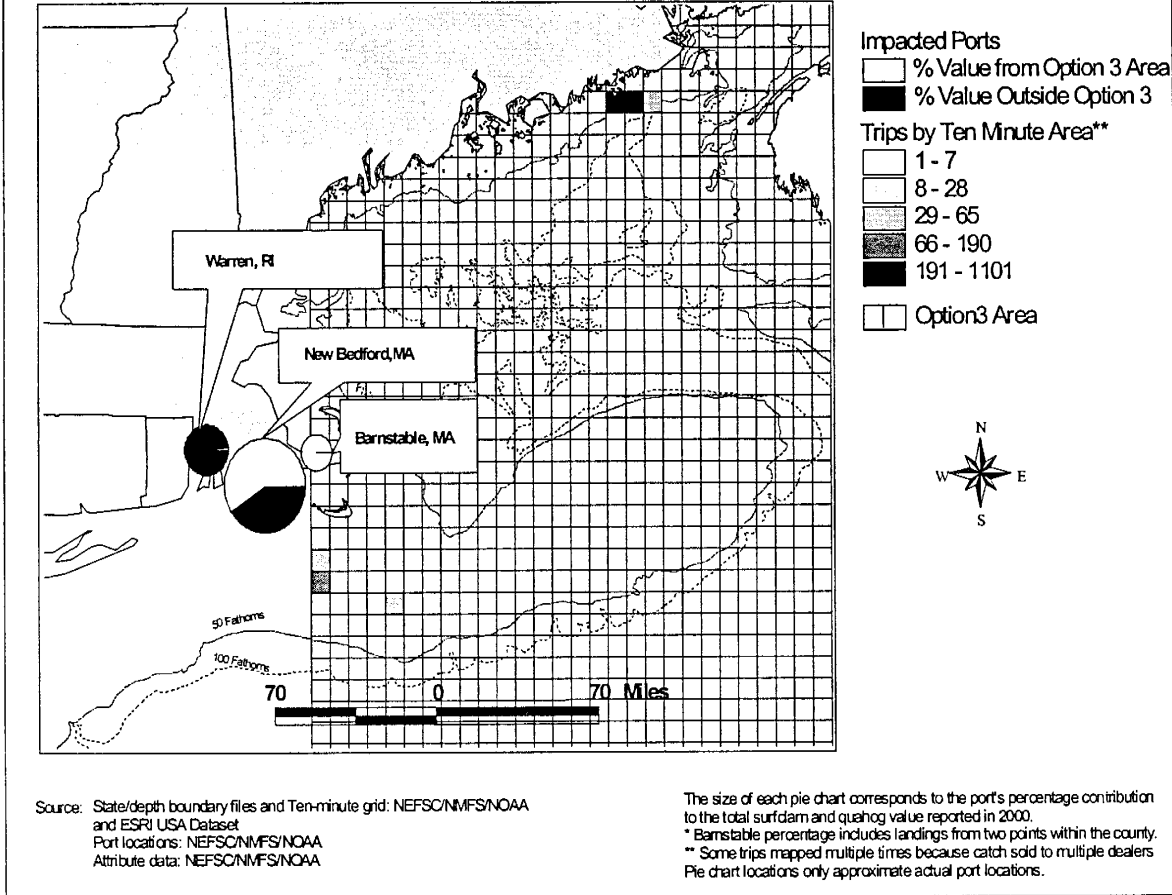 Impacted Ports
% Value from Option 3 Area
% Value Outside Option 3
Trips by Ten Minute Area**
1 - 7
8 - 28
29 - 65
66 - 190
191 - 1101
Option3 Area
Warren, RI
New Bedford, MA
Barnstable, MA
N
W E
S
50 Fathoms
100 Fathoms
70 0 70 Miles
Source: State/depth boundary files and Ten-minute grid: NEFSC/NMFS/NOAA
and ESRI USA Dataset
Port locations: NEFSC/NMFS/NOAA
Attribute data: NEFSC/NMFS/NOAA
The size of each pie chart corresponds to the port's percentage contribution
to the total surfclam and quahog value reported in 2000.
* Barnstable percentage includes landings from two points within the county.
** Some trips mapped multiple times because catch sold to multiple dealers
Pie chart locations only approximate actual port locations.